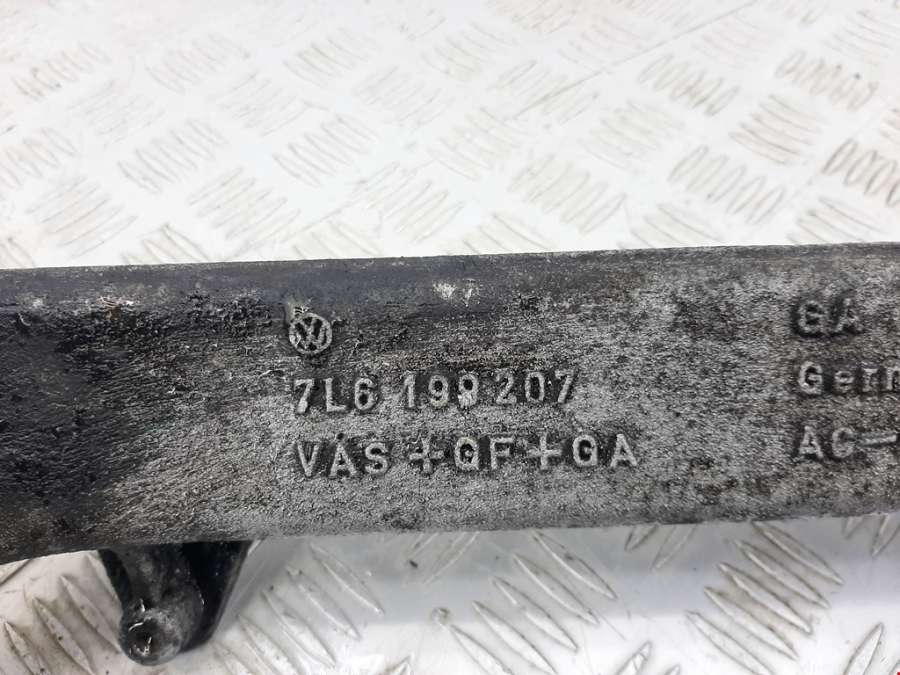 7L6 199 207
VAS+QF+GA
GA
Germ
AC-